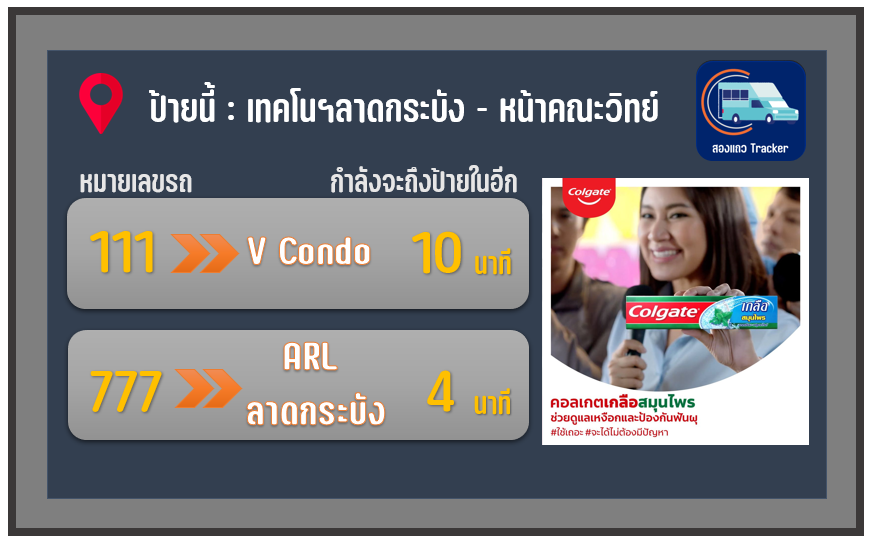 ป้ายนี้ : เทคโนฯลาดกระบัง - หน้าคณะวิทย์
สองแถว Tracker
หมายเลขรถ
กำลังจะถึงป้ายในอีก
111
V Condo
10 นาที
777
ARL
ลาดกระบัง
4 นาที
Colgate
Colgate
เกลือ
สมุนไพร
คอลเกตเกลือสมุนไพร
ช่วยดูแลเหงือกและป้องกันฟันผุ
#ใช้เถอะ #จะได้ไม่ต้องมีปัญหา